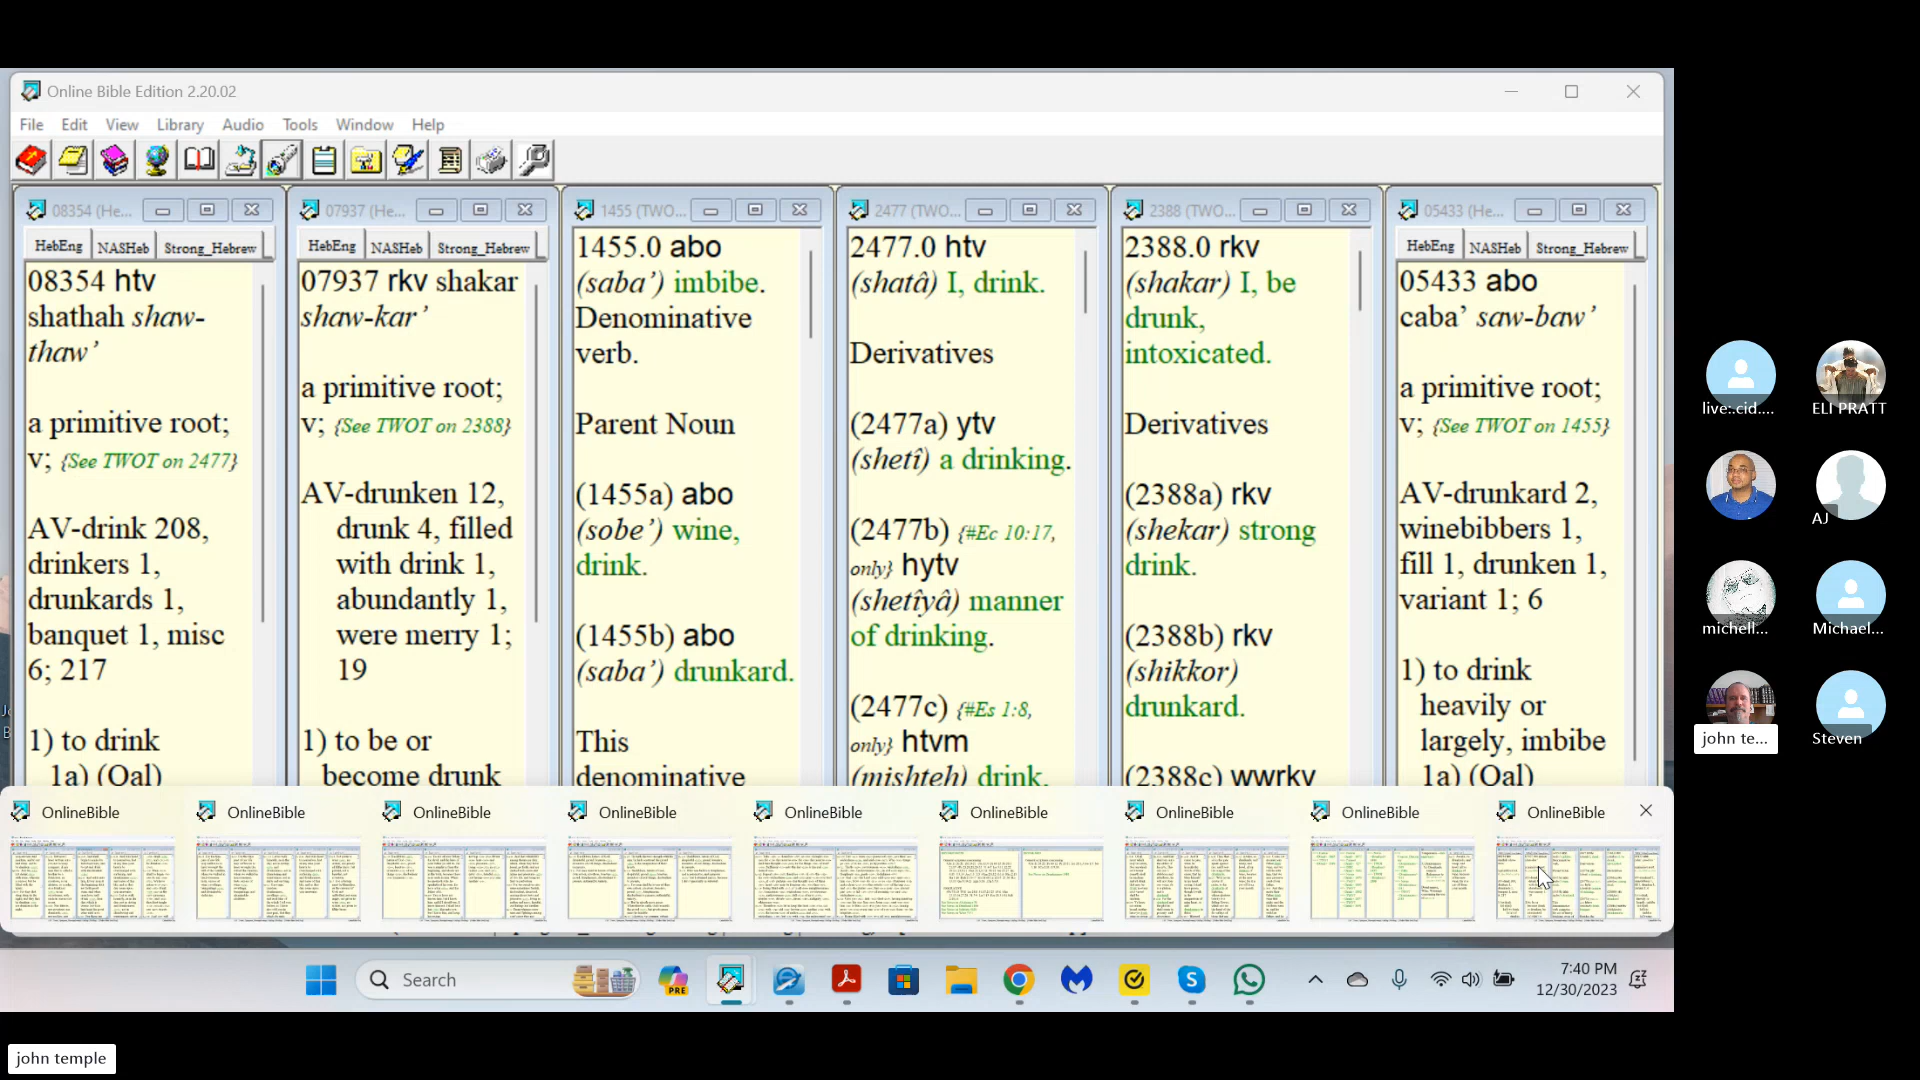 Online Bible Edition 2.20.02
File Edit View Library Audio Tools Window Help
08354 (He...
HebEng NASHeb Strong_Hebrew
08354 htv
shathah shaw-
thaw’
a primitive root;
v; {See TWOT on 2477}
AV-drink 208,
drinkers 1,
drunkards 1,
banquet 1, misc
6; 217
1) to drink
1a) (Qal)
07937 (He...
HebEng NASHeb Strong_Hebrew
07937 rkv shakar
shaw-kar’
a primitive root;
v; {See TWOT on 2388}
AV-drunken 12,
drunk 4, filled
with drink 1,
abundantly 1,
were merry 1;
19
1) to be or
become drunk
1455 (TWO...
1455.0 abo
(saba’) imbibe.
Denominative
verb.
Parent Noun
(1455a) abo
(sobe’) wine,
drink.
(1455b) abo
(saba’) drunkard.
This
denominative
2477 (TWO...
2477.0 htv
(shatâ) I, drink.
Derivatives
(2477a) ytv
(shetî) a drinking.
(2477b) {#Ec 10:17,
only} hytv
(shetîyâ) manner
of drinking.
(2477c) {#Es 1:8,
only} htvm
(mishteh) drink.
2388 (TWO...
2388.0 rkv
(shakar) I, be
drunk,
intoxicated.
Derivatives
(2388a) rkv
(shekar) strong
drink.
(2388b) rkv
(shikkor)
drunkard.
(2388c) wwrkv
05433 (He...
HebEng NASHeb Strong_Hebrew
05433 abo
caba’ saw-baw’
a primitive root;
v; {See TWOT on 1455}
AV-drunkard 2,
winebibbers 1,
fill 1, drunken 1,
variant 1; 6
1) to drink
heavily or
largely, imbibe
1a) (Qal)
OnlineBible OnlineBible OnlineBible OnlineBible OnlineBible OnlineBible OnlineBible OnlineBible OnlineBible
Search
PRE
7:40 PM
12/30/2023
live:.cid.... ELI PRATT
AJ
michell... Michael...
john te... Steven
john temple